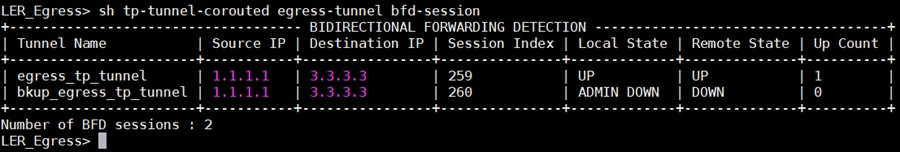 LER_Egress> sh tp-tunnel-corouted egress-tunnel bfd-session
+--------------------------------- BIDIRECTIONAL FORWARDING DETECTION ---------------------------------+
| Tunnel Name | Source IP | Destination IP | Session Index | Local State | Remote State | Up Count |
| egress_tp_tunnel | 1.1.1.1 | 3.3.3.3 | 259 | UP | UP | 1 |
| bkup_egress_tp_tunnel | 1.1.1.1 | 3.3.3.3 | 260 | ADMIN DOWN | DOWN | 0 |
Number of BFD sessions : 2
LER_Egress>